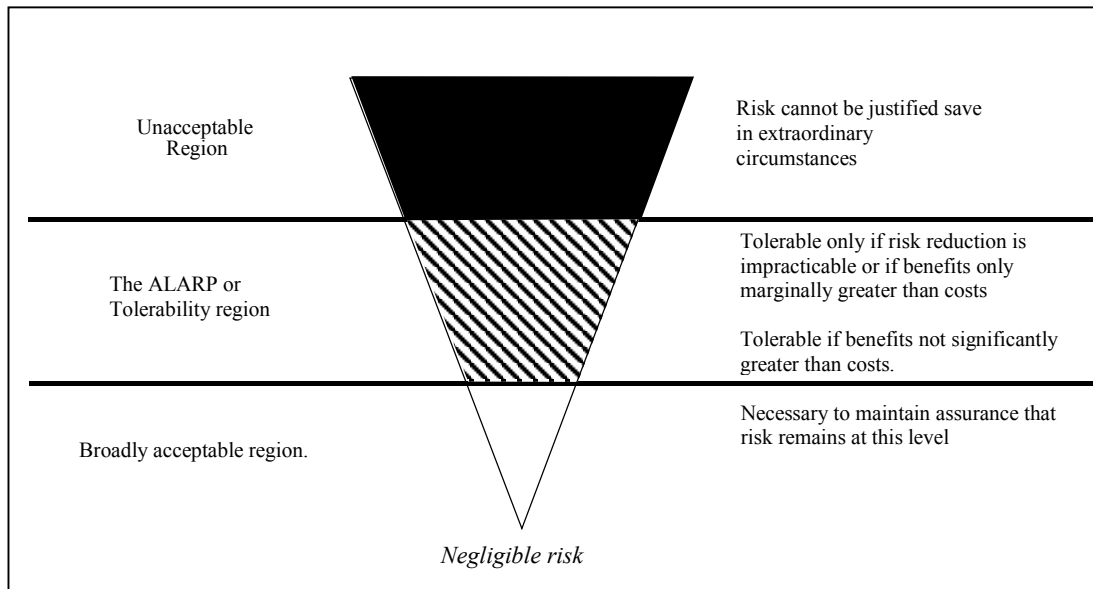 Unacceptable
Region
Risk cannot be justified save
in extraordinary
circumstances
The ALARP or
Tolerability region
Tolerable only if risk reduction is
impracticable or if benefits only
marginally greater than costs
Tolerable if benefits not significantly
greater than costs.
Broadly acceptable region.
Necessary to maintain assurance that
risk remains at this level
Negligible risk